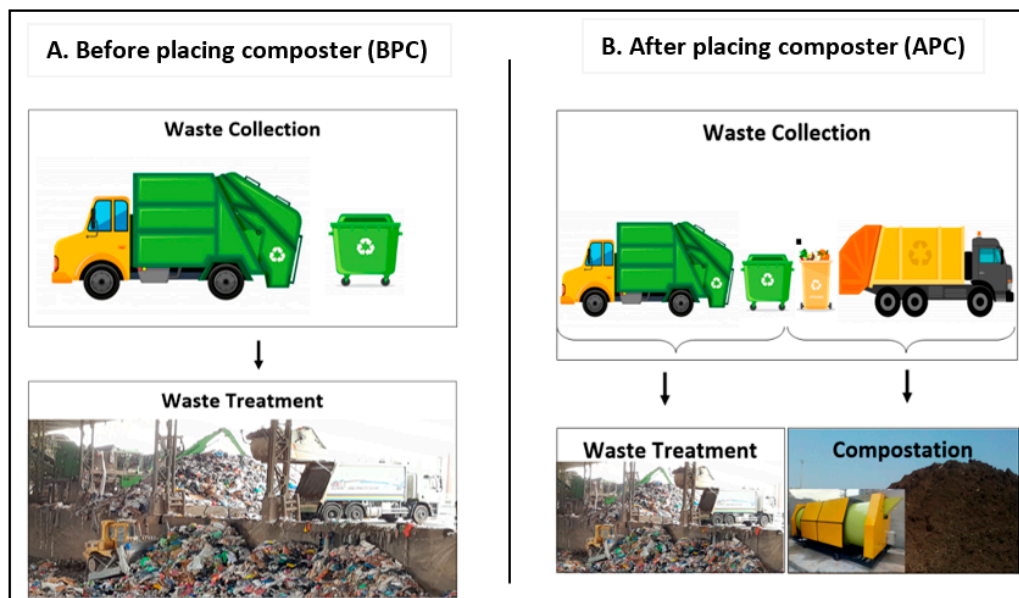 A. Before placing composter (BPC)
Waste Collection
Waste Treatment
B. After placing composter (APC)
Waste Collection
Waste Treatment
Compostation